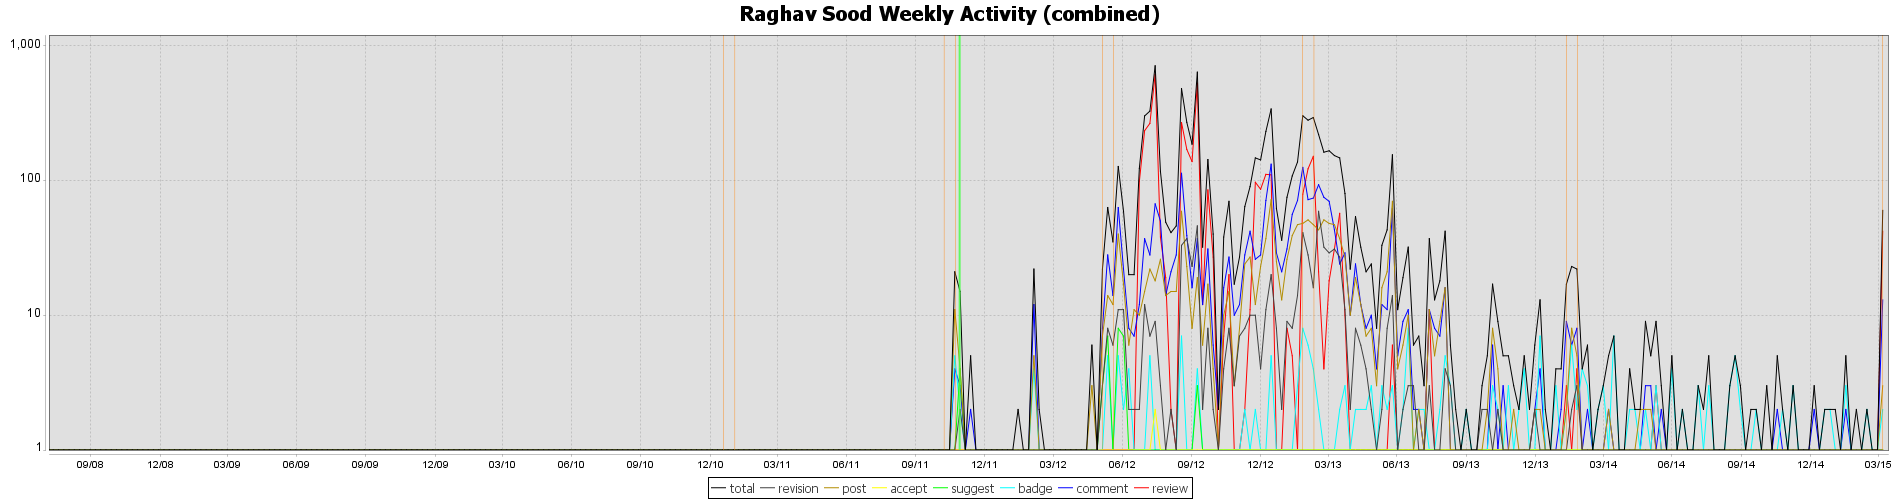 Raghav Sood Weekly Activity (combined)
1,000
100
10
1
09/08 12/08 03/09 06/09 09/09 12/09 03/10 06/10 09/10 12/10 03/11 06/11 09/11 12/11 03/12 06/12 09/12 12/12 03/13 06/13 09/13 12/13 03/14 06/14 09/14 12/14 03/15
total revision post accept suggest badge comment review